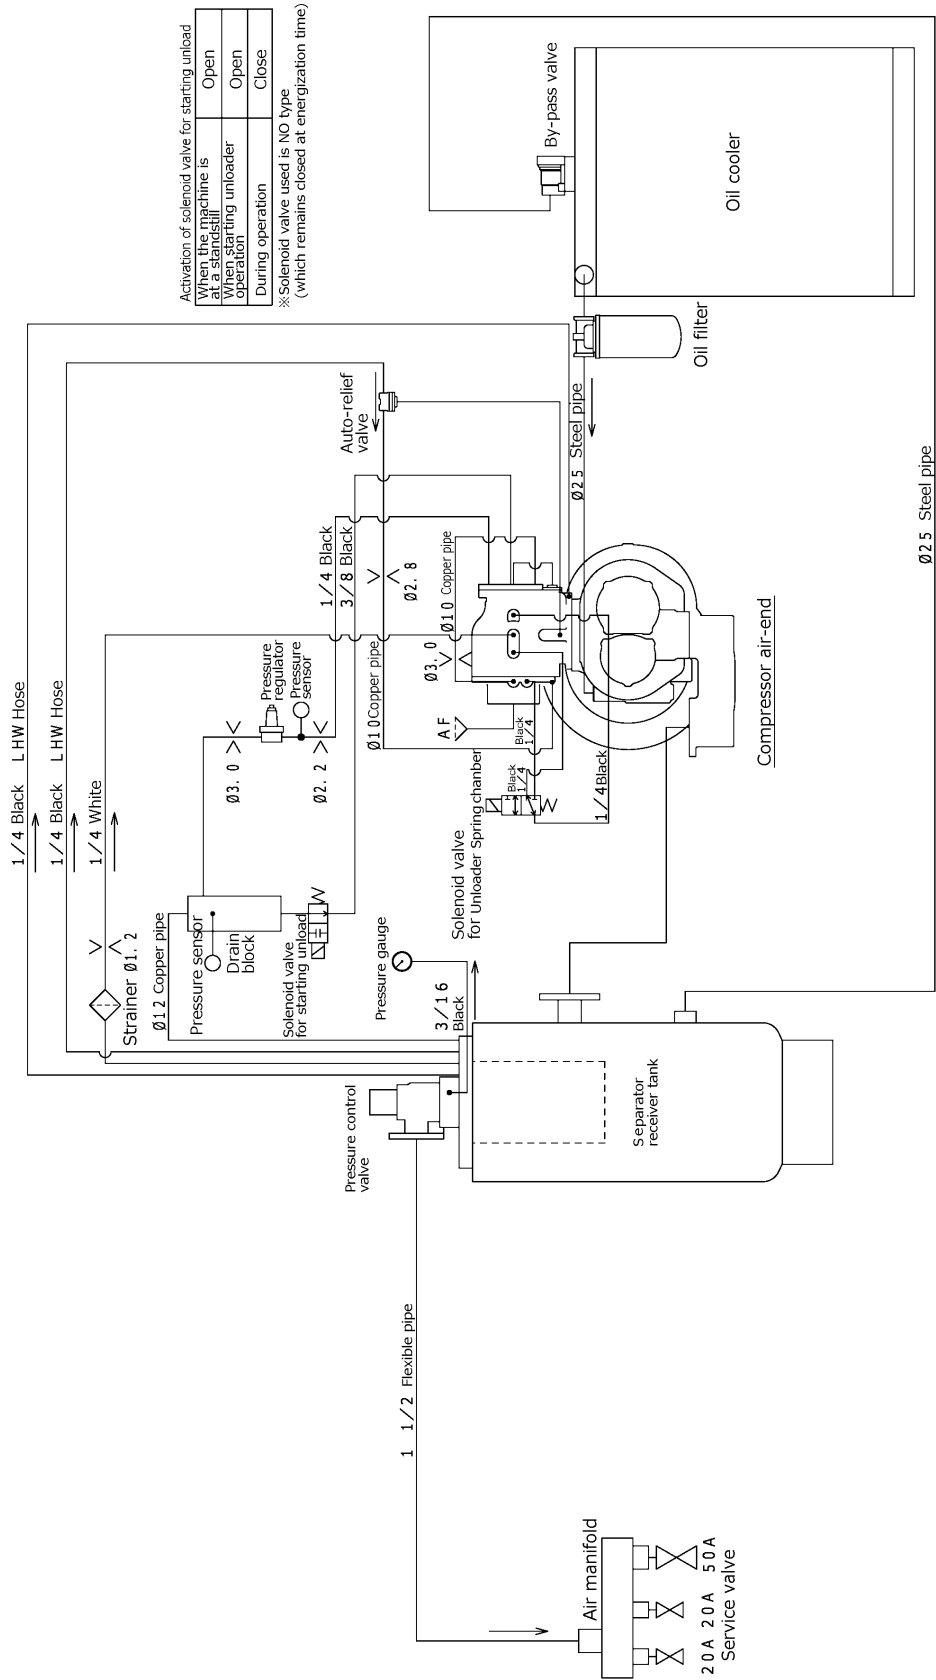 Activation of solenoid valve for starting unload
When the machine is
at a standstill
Open
When starting unloader
operation
Open
During operation
Close
※Solenoid valve used is NO type
(which remains closed at energization time)
1/4 Black LHW Hose
1/4 Black LHW Hose
1/4 White
Strainer Ø1.2
Ø12 Copper pipe
Pressure sensor
Drain
block
Solenoid valve
for starting unload
Ø3.0
Pressure
regulator
Pressure
sensor
Ø2.2
1/4 Black
3/8 Black
Auto-relief
valve
Ø2.8
Ø10Copper pipe
Ø10 Copper pipe
Ø3.0
AF
Black
1/4
Black
1/4
1/4Black
Solenoid valve
for Unloader Spring chamber
Pressure gauge
3/16
Black
Pressure control
valve
Separator
receiver tank
1 1/2 Flexible pipe
Air manifold
20A 20A 50A
Service valve
By-pass valve
Oil cooler
Oil filter
Ø25 Steel pipe
Compressor air-end
Ø25 Steel pipe